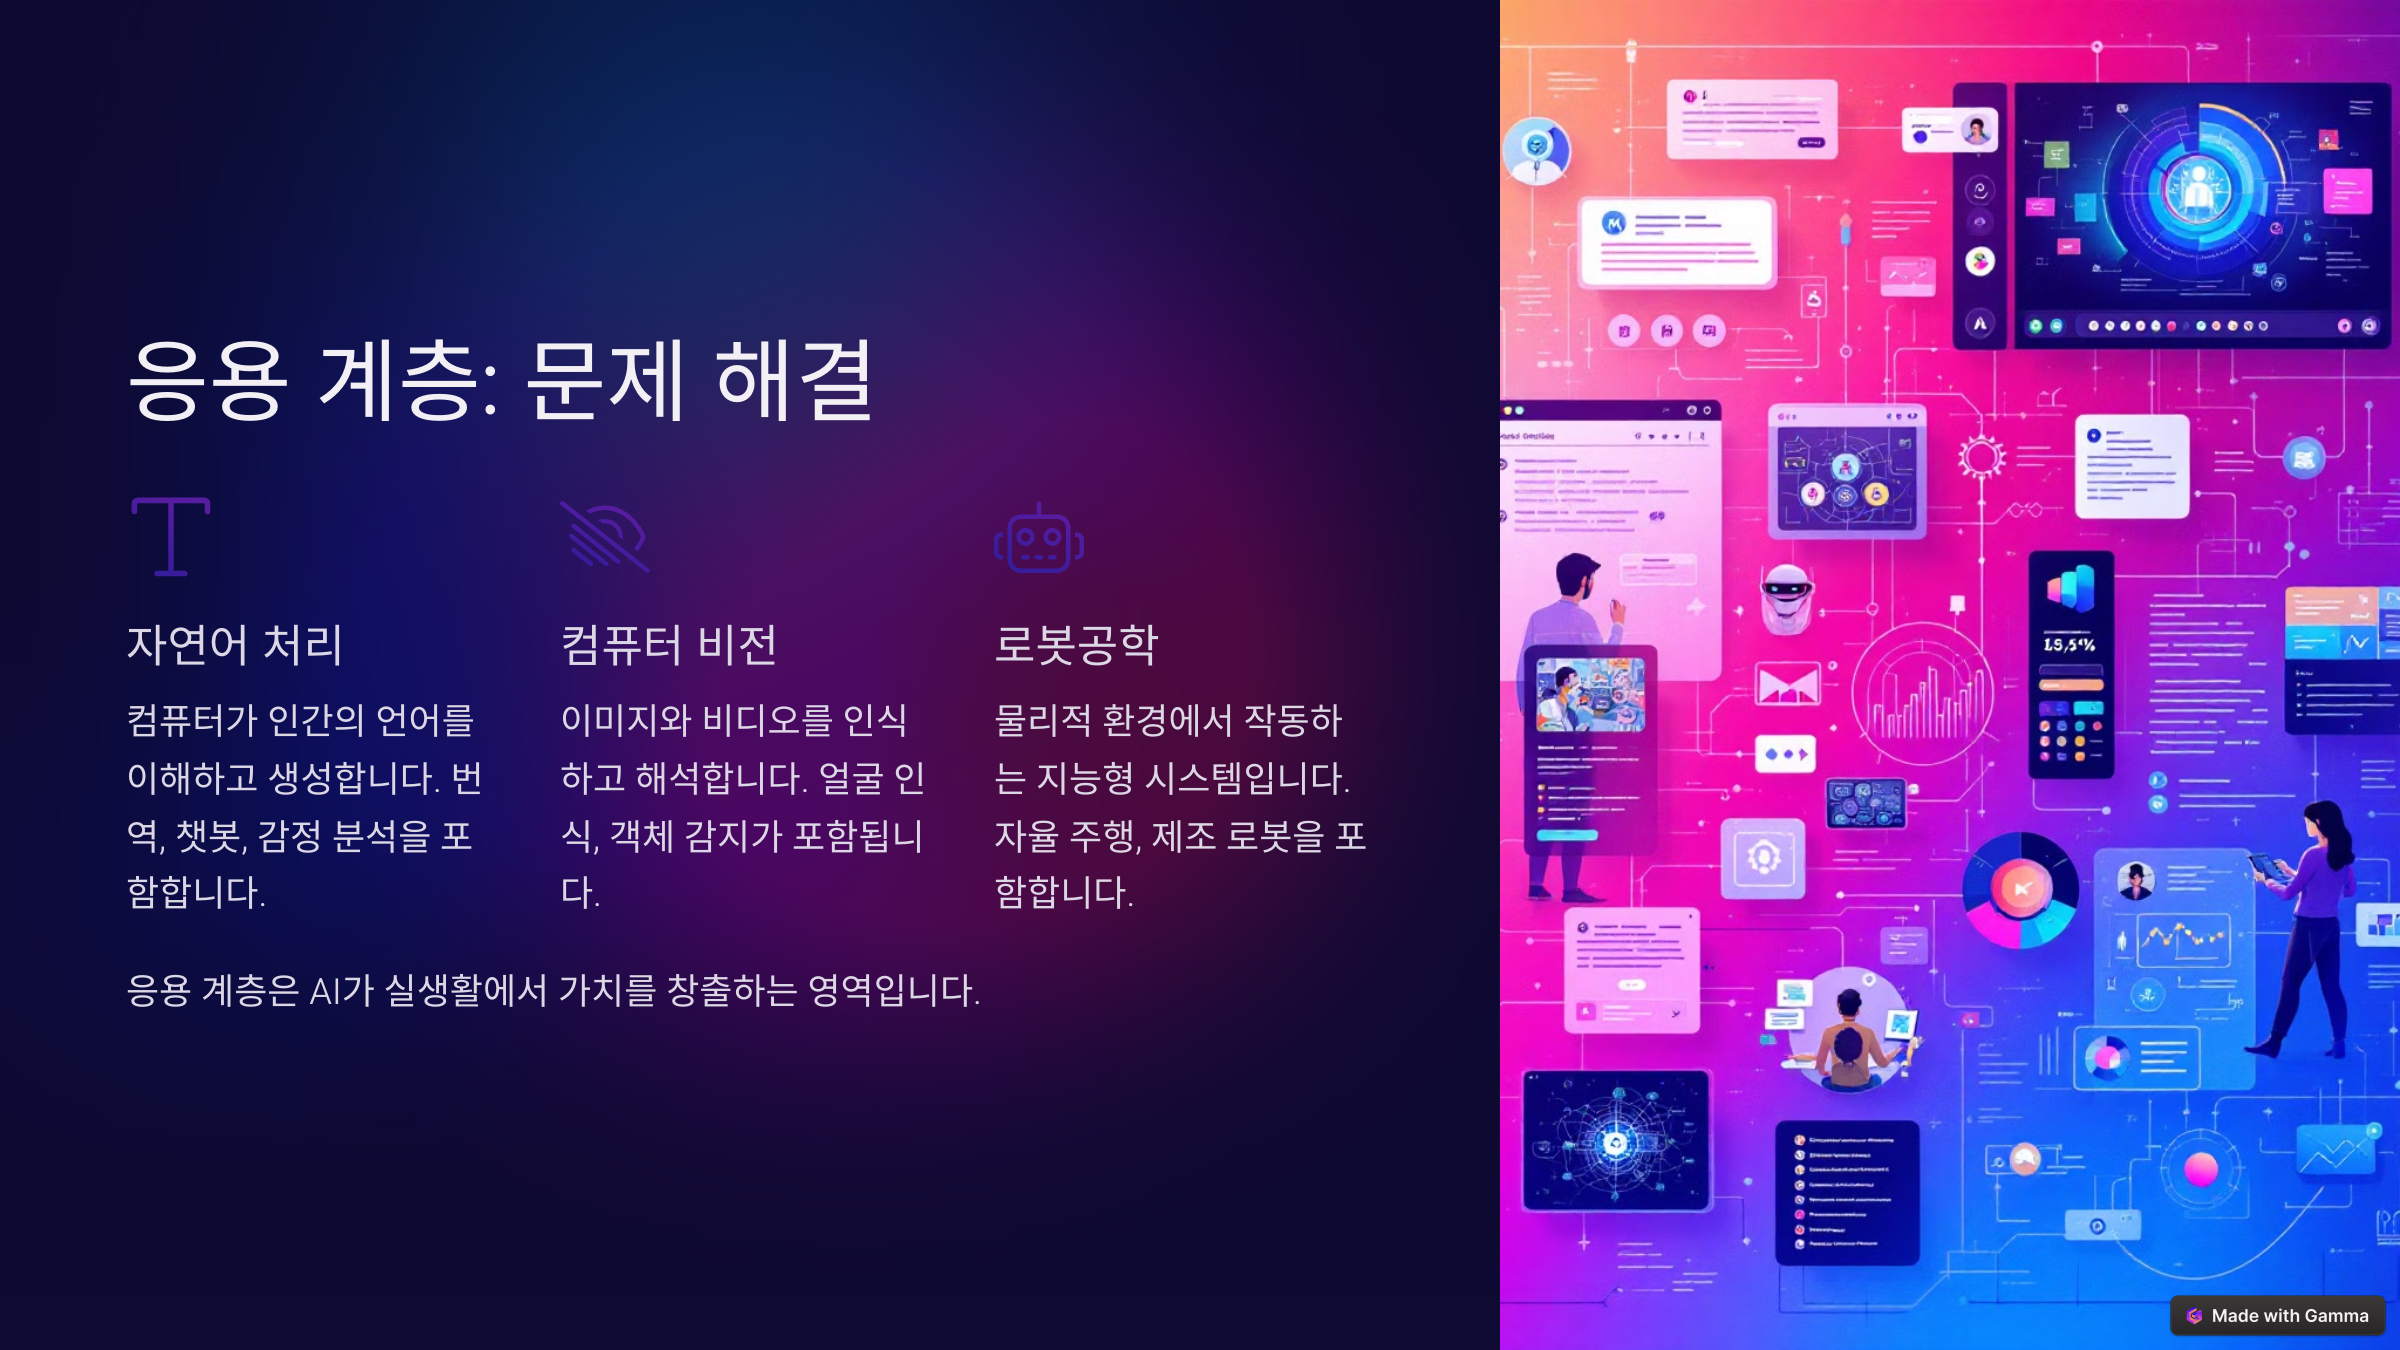 응용 계층: 문제 해결
자연어 처리
컴퓨터가 인간의 언어를
이해하고 생성합니다. 번
역, 챗봇, 감정 분석을 포
함합니다.
컴퓨터 비전
이미지와 비디오를 인식
하고 해석합니다. 얼굴 인
식, 객체 감지가 포함됩니
다.
로봇공학
물리적 환경에서 작동하
는 지능형 시스템입니다.
자율 주행, 제조 로봇을 포
함합니다.
응용 계층은 AI가 실생활에서 가치를 창출하는 영역입니다.
Made with Gamma